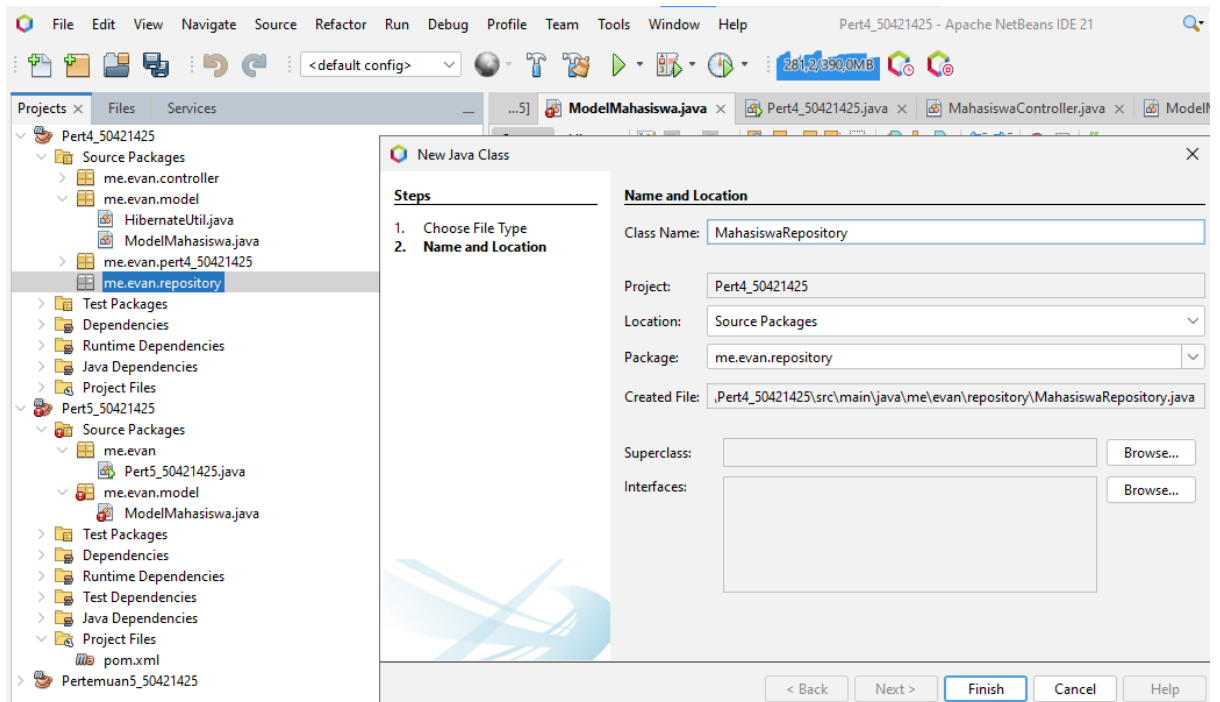 File Edit View Navigate Source Refactor Run Debug Profile Team Tools Window Help Pert4_50421425 - Apache NetBeans IDE 21
<default config> 281,2/390,0MB
Projects Files Services ...5] ModelMahasiswa.java Pert4_50421425.java MahasiswaController.java ModelM
Pert4_50421425
Source Packages
me.evan.controller
me.evan.model
HibernateUtil.java
ModelMahasiswa.java
me.evan.pert4_50421425
me.evan.repository
Test Packages
Dependencies
Runtime Dependencies
Java Dependencies
Project Files
Pert5_50421425
Source Packages
me.evan
Pert5_50421425.java
me.evan.model
ModelMahasiswa.java
Test Packages
Dependencies
Runtime Dependencies
Test Dependencies
Java Dependencies
Project Files
pom.xml
Pertemuan5_50421425
New Java Class
Steps
1. Choose File Type
2. Name and Location
Name and Location
Class Name: MahasiswaRepository
Project: Pert4_50421425
Location: Source Packages
Package: me.evan.repository
Created File: Pert4_50421425\src\main\java\me\evan\repository\MahasiswaRepository.java
Superclass: Browse...
Interfaces: Browse...
< Back Next > Finish Cancel Help